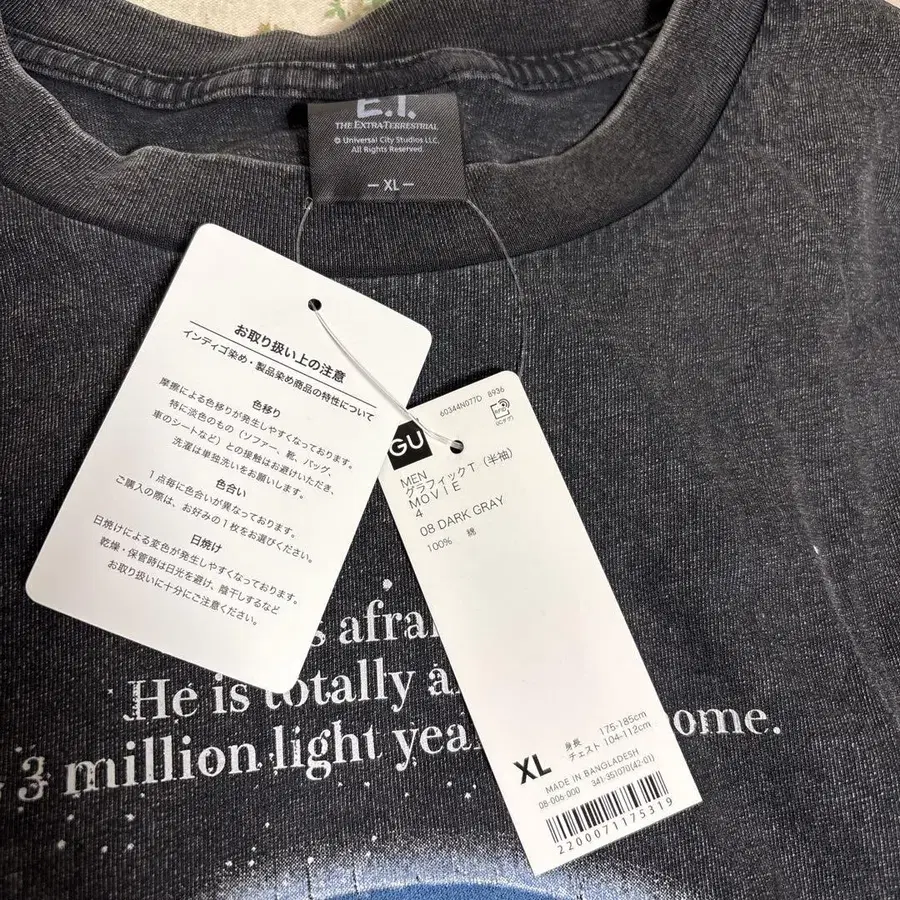 E.T.
THE EXTRA-TERRESTRIAL
© Universal City Studios LLC.
All Rights Reserved.
— XL —
お取り扱い上の注意
インディゴ染め・製品染め商品の特性について
色移り
摩擦による色移りが発生しやすくなっております。
特に淡色のもの（ソファー、靴、バッグ、
車のシートなど）との接触はお避けいただき、
洗濯は単独洗いをお願いします。
色合い
1点毎に色合いが異なっております。
ご購入の際は、お好みの1枚をお選びください。
日焼け
日焼けによる変色が発生しやすくなっております。
乾燥・保管時は日光を避け、陰干しするなど
お取り扱いに十分にご注意ください。
60344N077D 8936
GU
MEN
グラフィックT（半袖）
MOVIE
4
08 DARK GRAY
100% 綿
XL
身長 175-185cm
チェスト 104-112cm
MADE IN BANGLADESH
08-006-000 341-351070(42-01)
2200071175319
He is totally
3 million light